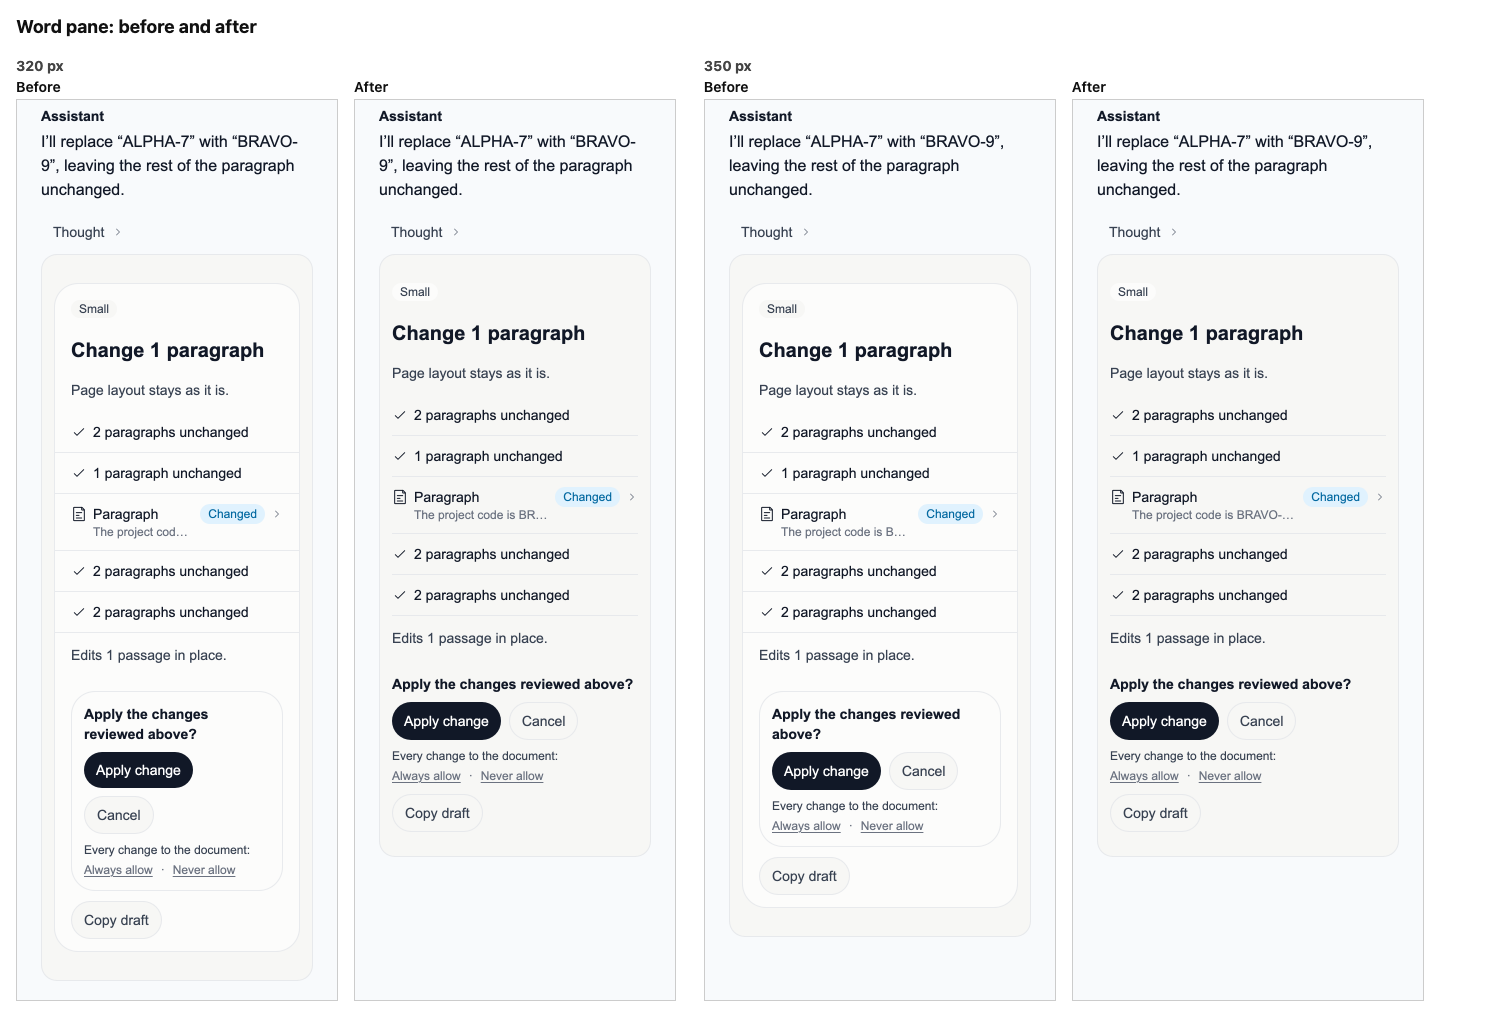 Word pane: before and after
320 px
Before
Assistant
I’ll replace “ALPHA-7” with “BRAVO-
9”, leaving the rest of the paragraph
unchanged.
Thought
Small
Change 1 paragraph
Page layout stays as it is.
2 paragraphs unchanged
1 paragraph unchanged
Paragraph
Changed
The project cod…
2 paragraphs unchanged
2 paragraphs unchanged
Edits 1 passage in place.
Apply the changes
reviewed above?
Apply change
Cancel
Every change to the document:
Always allow · Never allow
Copy draft
After
Assistant
I’ll replace “ALPHA-7” with “BRAVO-
9”, leaving the rest of the paragraph
unchanged.
Thought
Small
Change 1 paragraph
Page layout stays as it is.
2 paragraphs unchanged
1 paragraph unchanged
Paragraph
Changed
The project code is BR…
2 paragraphs unchanged
2 paragraphs unchanged
Edits 1 passage in place.
Apply the changes reviewed above?
Apply change
Cancel
Every change to the document:
Always allow · Never allow
Copy draft
350 px
Before
Assistant
I’ll replace “ALPHA-7” with “BRAVO-9”,
leaving the rest of the paragraph
unchanged.
Thought
Small
Change 1 paragraph
Page layout stays as it is.
2 paragraphs unchanged
1 paragraph unchanged
Paragraph
Changed
The project code is B…
2 paragraphs unchanged
2 paragraphs unchanged
Edits 1 passage in place.
Apply the changes reviewed
above?
Apply change
Cancel
Every change to the document:
Always allow · Never allow
Copy draft
After
Assistant
I’ll replace “ALPHA-7” with “BRAVO-9”,
leaving the rest of the paragraph
unchanged.
Thought
Small
Change 1 paragraph
Page layout stays as it is.
2 paragraphs unchanged
1 paragraph unchanged
Paragraph
Changed
The project code is BRAVO-…
2 paragraphs unchanged
2 paragraphs unchanged
Edits 1 passage in place.
Apply the changes reviewed above?
Apply change
Cancel
Every change to the document:
Always allow · Never allow
Copy draft